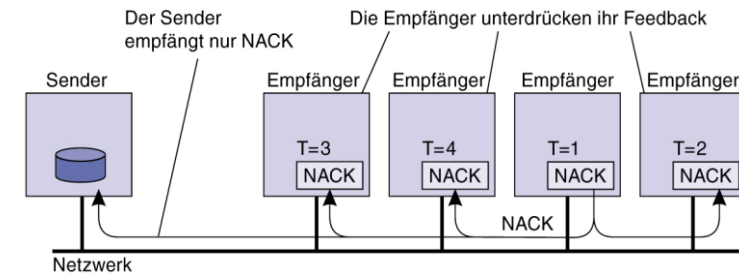 Der Sender
empfängt nur NACK
Die Empfänger unterdrücken ihr Feedback
Sender
Empfänger
Empfänger
Empfänger
Empfänger
T=3
T=4
T=1
T=2
NACK
NACK
NACK
NACK
NACK
Netzwerk